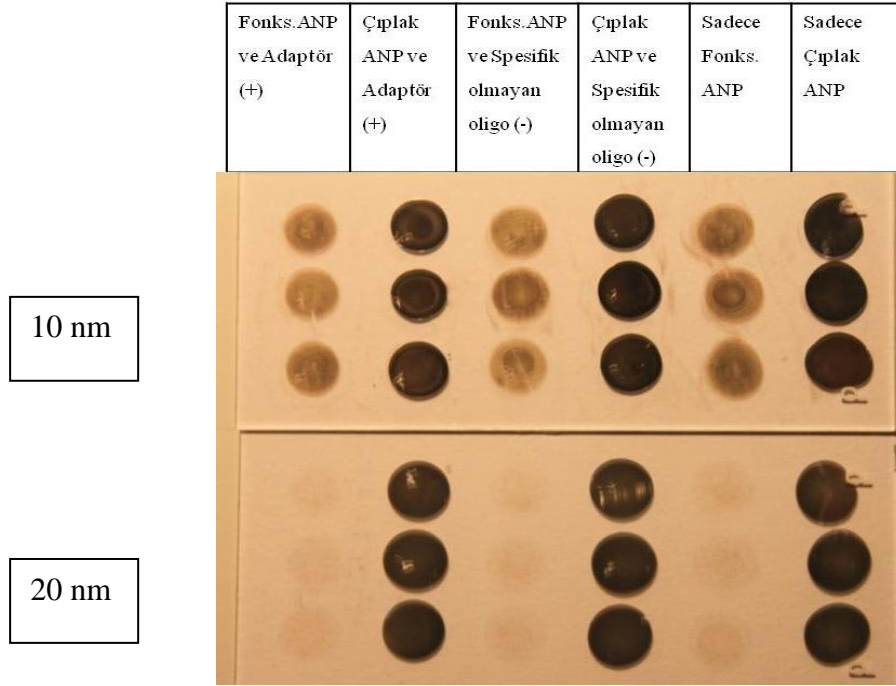 Fonks.ANP
ve Adaptör
(+)
Çıplak
ANP ve
Adaptör
(+)
Fonks.ANP
ve Spesifik
olmayan
oligo (-)
Çıplak
ANP ve
Spesifik
olmayan
oligo (-)
Sadece
Fonks.
ANP
Sadece
Çıplak
ANP
10 nm
20 nm